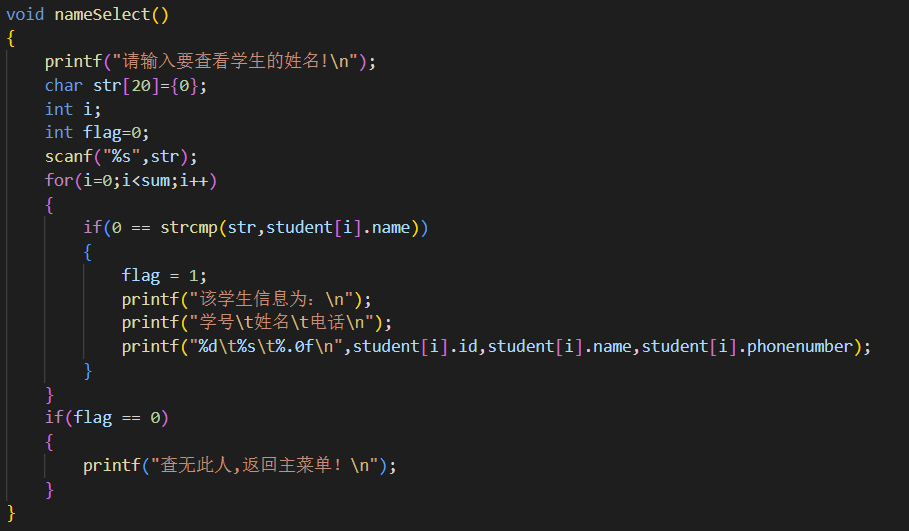 void nameSelect()
{
printf("请输入要查看学生的姓名!\n");
char str[20]={0};
int i;
int flag=0;
scanf("%s",str);
for(i=0;i<sum;i++)
{
if(0 == strcmp(str,student[i].name))
{
flag = 1;
printf("该学生信息为：\n");
printf("学号\t姓名\t电话\n");
printf("%d\t%s\t%.0f\n",student[i].id,student[i].name,student[i].phonenumber);
}
}
if(flag == 0)
{
printf("查无此人,返回主菜单！\n");
}
}